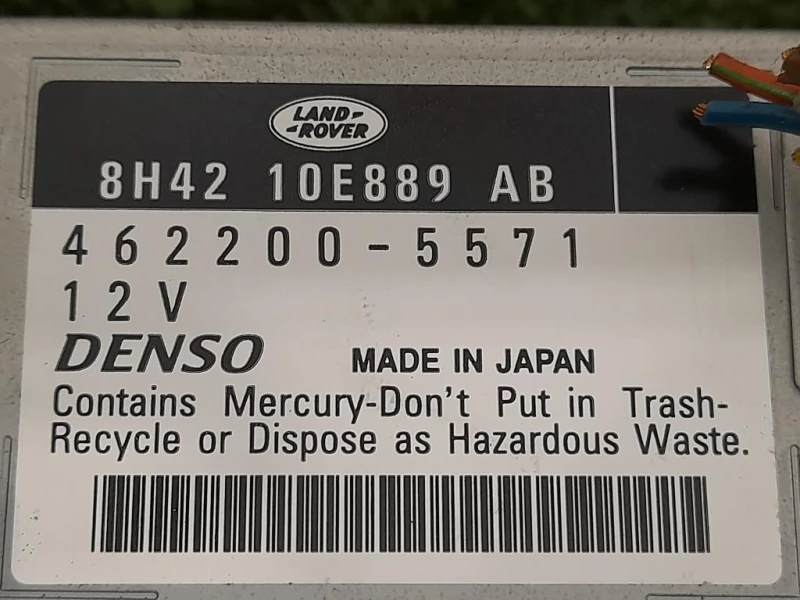 LAND-
-ROVER
8H42 10E889 AB
462200-5571
12V
DENSO MADE IN JAPAN
Contains Mercury-Don't Put in Trash-
Recycle or Dispose as Hazardous Waste.